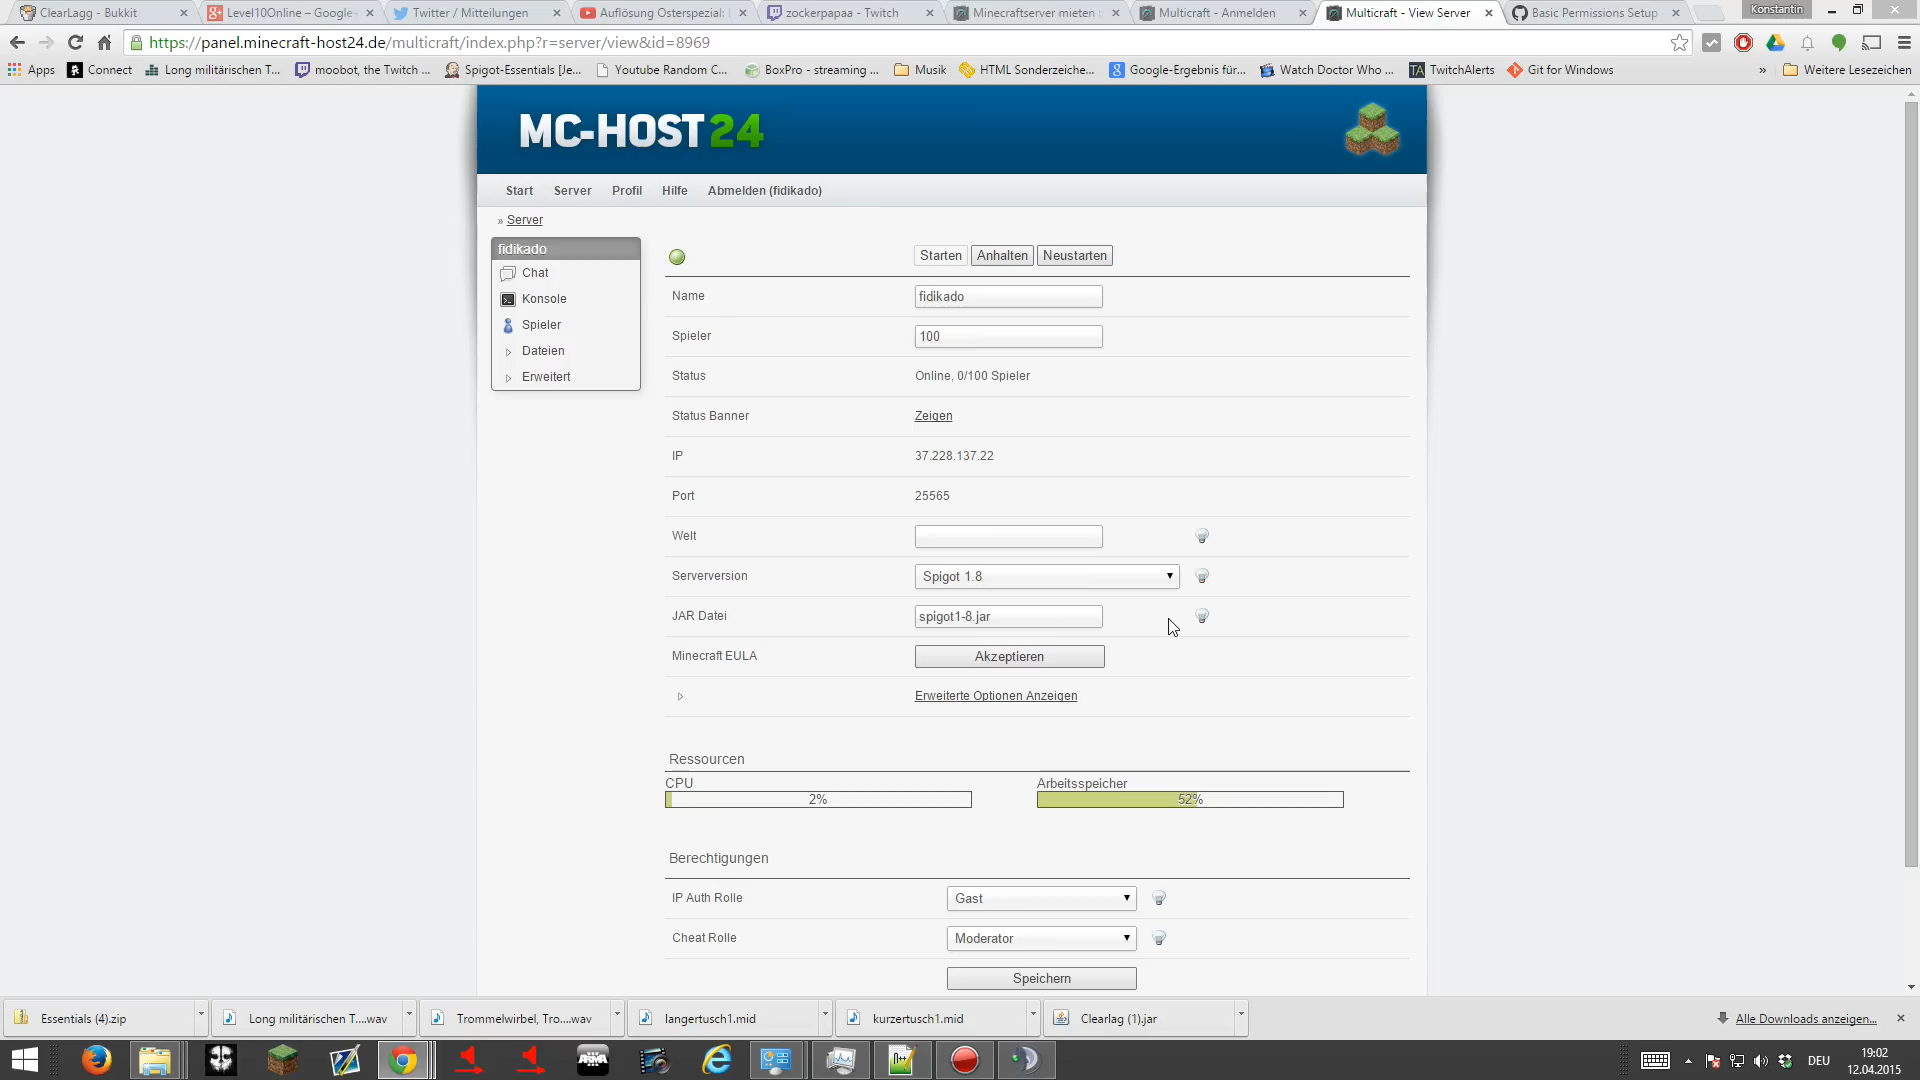 ClearLagg - Bukkit
Level10Online – Google-
Twitter / Mitteilungen
Auflösung Osterspezial:
zockerpapaa - Twitch
Minecraftserver mieten
Multicraft - Anmelden
Multicraft - View Server
Basic Permissions Setup
Konstantin
https://panel.minecraft-host24.de/multicraft/index.php?r=server/view&id=8969
Apps
Connect
Long militärischen T...
moobot, the Twitch ...
Spigot-Essentials [Je...
Youtube Random C...
BoxPro - streaming ...
Musik
HTML Sonderzeiche...
Google-Ergebnis für...
Watch Doctor Who ...
TwitchAlerts
Git for Windows
» Weitere Lesezeichen
MC-HOST24
Start
Server
Profil
Hilfe
Abmelden (fidikado)
» Server
fidikado
Chat
Konsole
Spieler
Dateien
Erweitert
Starten
Anhalten
Neustarten
Name
fidikado
Spieler
100
Status
Online, 0/100 Spieler
Status Banner
Zeigen
IP
37.228.137.22
Port
25565
Welt
Serverversion
Spigot 1.8
JAR Datei
spigot1-8.jar
Minecraft EULA
Akzeptieren
Erweiterte Optionen Anzeigen
Ressourcen
CPU
2%
Arbeitsspeicher
52%
Berechtigungen
IP Auth Rolle
Gast
Cheat Rolle
Moderator
Speichern
Essentials (4).zip
Long militärischen T....wav
Trommelwirbel, Tro....wav
langertusch1.mid
kurzertusch1.mid
Clearlag (1).jar
Alle Downloads anzeigen...
ARMA
DEU
19:02
12.04.2015